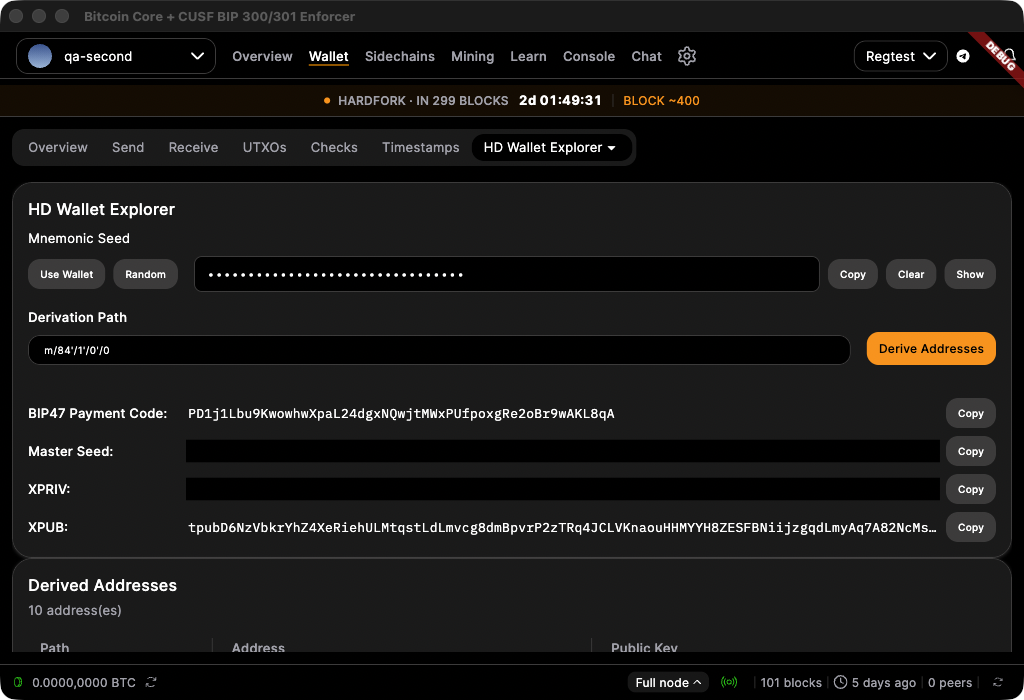 Bitcoin Core + CUSF BIP 300/301 Enforcer
qa-second Overview Wallet Sidechains Mining Learn Console Chat Regtest DEBUG
HARDFORK · IN 299 BLOCKS 2d 01:49:31 BLOCK ~400
Overview Send Receive UTXOs Checks Timestamps HD Wallet Explorer
HD Wallet Explorer
Mnemonic Seed
Use Wallet Random •••••••••••••••••••••••••••••••• Copy Clear Show
Derivation Path
m/84'/1'/0'/0 Derive Addresses
BIP47 Payment Code: PD1j1Lbu9KwowhwXpaL24dgxNQwjtMWxPUfpoxgRe2oBr9wAKL8qA Copy
Master Seed: Copy
XPRIV: Copy
XPUB: tpubD6NzVbkrYhZ4XeRiehULMtqstLdLmvcg8dmBpvrP2zTRq4JCLVKnaouHHMYYH8ZESFBNiijzgqdLmyAq7A82NcMs… Copy
Derived Addresses
10 address(es)
Path Address Public Key
0.0000,0000 BTC Full node 101 blocks 5 days ago 0 peers